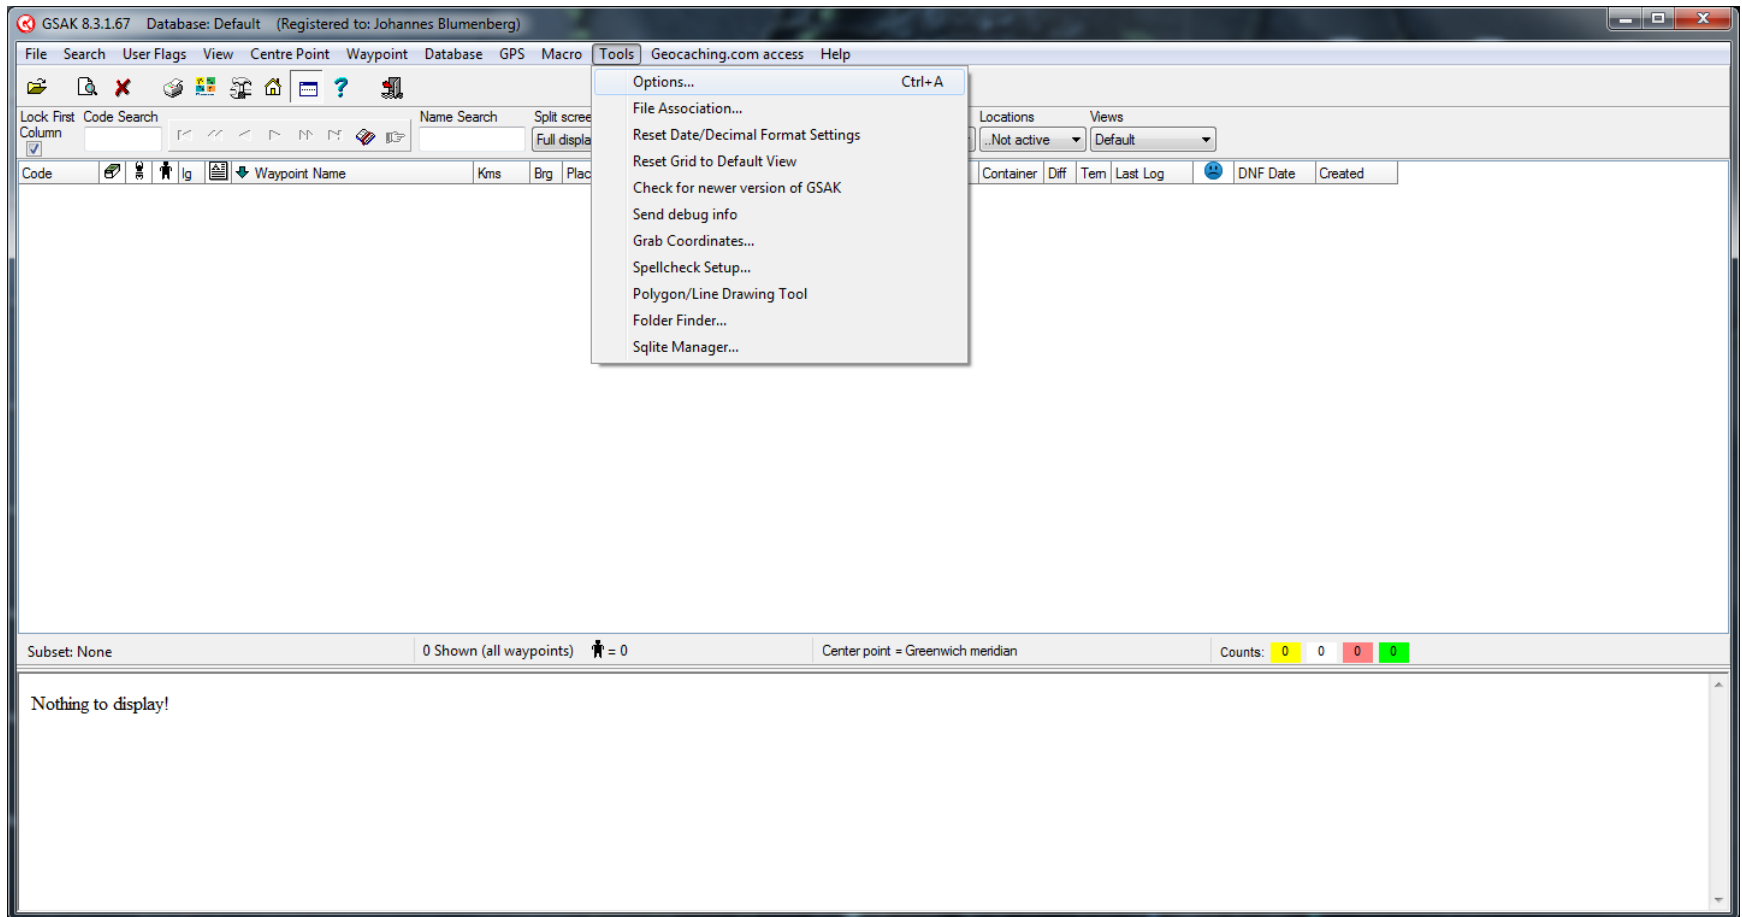 GSAK 8.3.1.67 Database: Default (Registered to: Johannes Blumenberg)
File Search User Flags View Centre Point Waypoint Database GPS Macro Tools Geocaching.com access Help
Options... Ctrl+A
File Association...
Reset Date/Decimal Format Settings
Reset Grid to Default View
Check for newer version of GSAK
Send debug info
Grab Coordinates...
Spellcheck Setup...
Polygon/Line Drawing Tool
Folder Finder...
Sqlite Manager...
Lock First Column
Code Search
Name Search
Split scree
Full displa
Locations
..Not active
Views
Default
Code Ig Waypoint Name Kms Brg Plac Container Diff Terr Last Log DNF Date Created
Subset: None
0 Shown (all waypoints) = 0
Center point = Greenwich meridian
Counts: 0 0 0 0
Nothing to display!